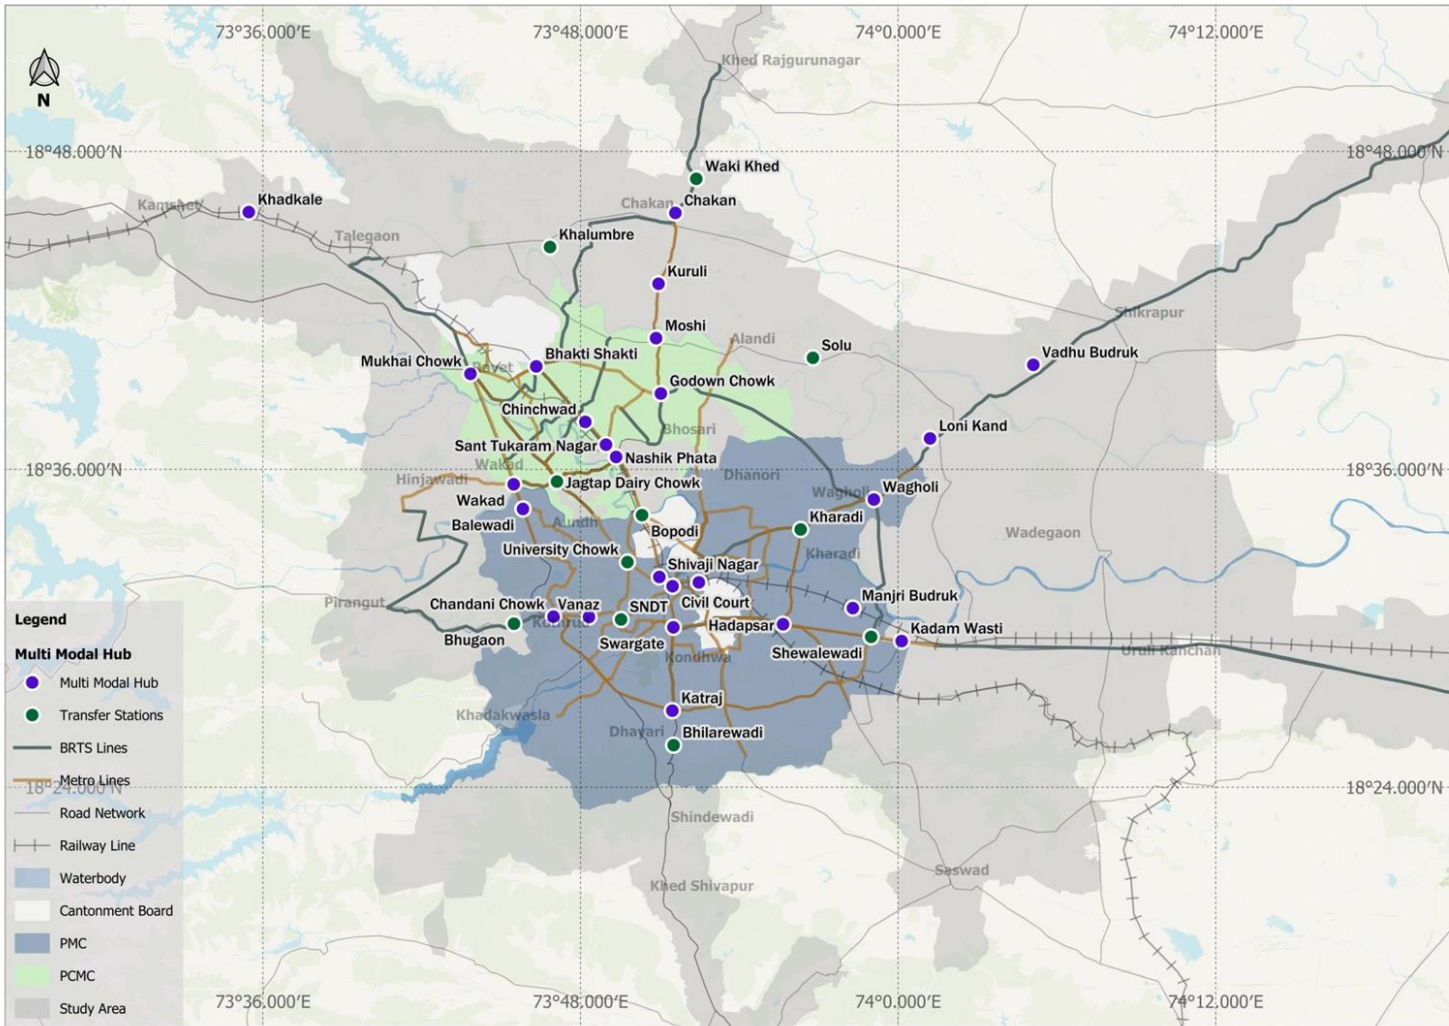 73°36.000′E
73°48.000′E
74°0.000′E
74°12.000′E
N
Khed Rajgurunagar
18°48.000′N
18°48.000′N
Waki Khed
Khadkale
Kamshet
Chakan
Chakan
Talegaon
Khalumbre
Kuruli
Shikrapur
Moshi
Alandi
Solu
Mukhai Chowk
Bhakti Shakti
Vadhu Budruk
Godown Chowk
Chinchwad
Bhosari
Loni Kand
Sant Tukaram Nagar
Nashik Phata
18°36.000′N
18°36.000′N
Wakad
Hinjawadi
Dhanori
Jagtap Dairy Chowk
Wagholi
Wagholi
Wakad
Balewadi
Aundh
Bopodi
Kharadi
Wadegaon
University Chowk
Kharadi
Shivaji Nagar
Pirangut
Chandani Chowk
Vanaz
SNDT
Civil Court
Manjri Budruk
Kothrud
Hadapsar
Kadam Wasti
Bhugaon
Swargate
Shewalewadi
Uruli Kanchan
Kondhwa
Katraj
Khadakwasla
Dhayari
Bhilarewadi
18°24.000′N
18°24.000′N
Shindewadi
Saswad
Khed Shivapur
Legend
Multi Modal Hub
Multi Modal Hub
Transfer Stations
BRTS Lines
Metro Lines
Road Network
Railway Line
Waterbody
Cantonment Board
PMC
PCMC
Study Area
73°36.000′E
73°48.000′E
74°0.000′E
74°12.000′E